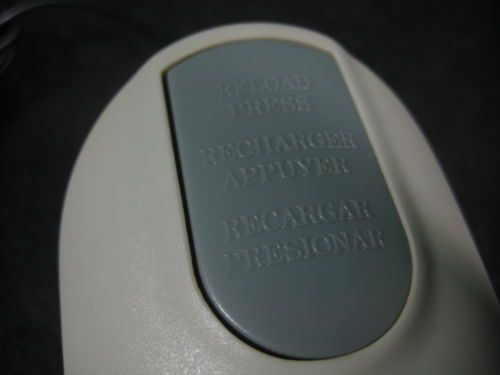 RELOAD
PRESS
RECHARGER
APPUYER
RECARGAR
PRESIONAR